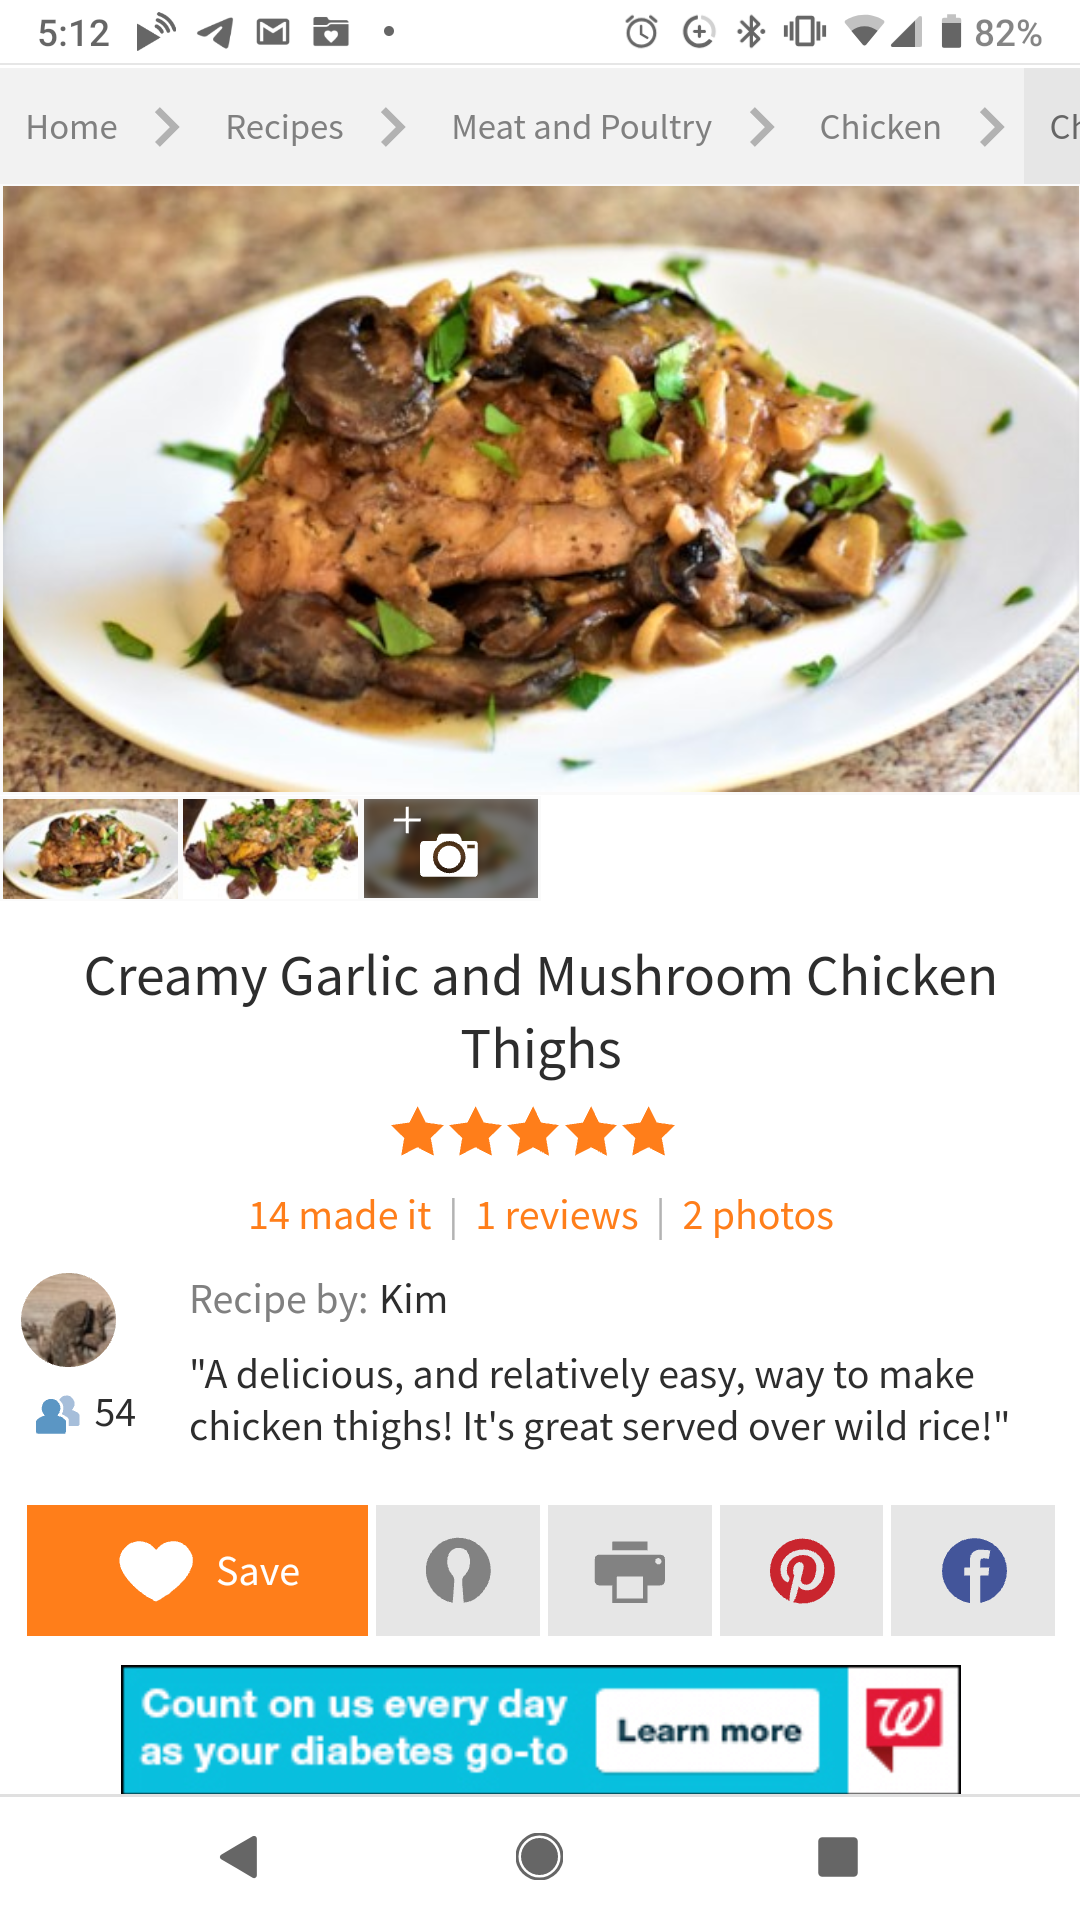 5:12 82%
Home Recipes Meat and Poultry Chicken Ch
Creamy Garlic and Mushroom Chicken
Thighs
14 made it | 1 reviews | 2 photos
Recipe by: Kim
"A delicious, and relatively easy, way to make
chicken thighs! It's great served over wild rice!"
54
Save
Count on us every day
as your diabetes go-to
Learn more